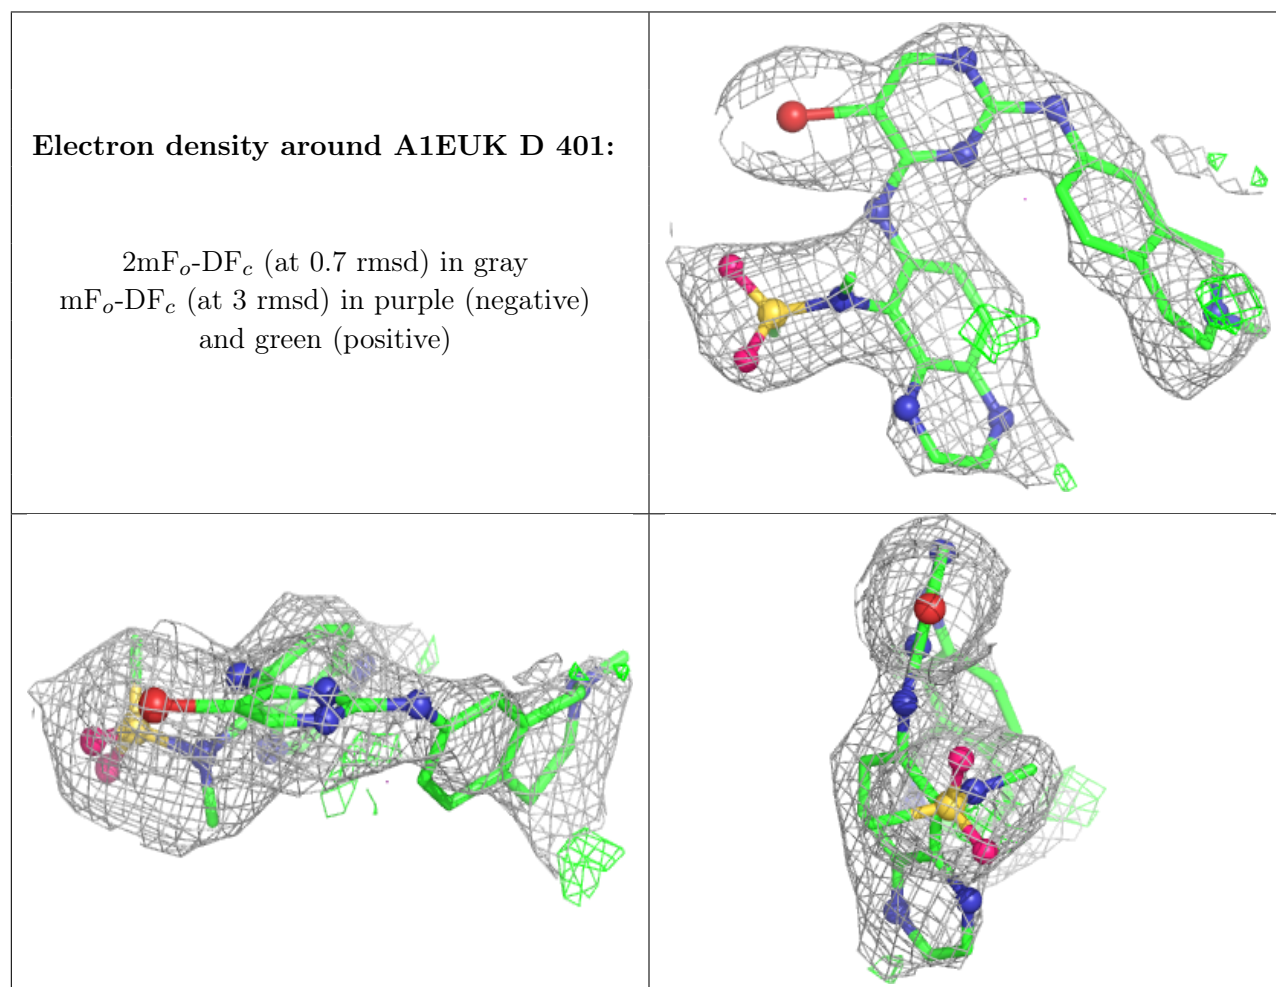 Electron density around A1EUK D 401:
2mFo-DFc (at 0.7 rmsd) in gray
mFo-DFc (at 3 rmsd) in purple (negative)
and green (positive)